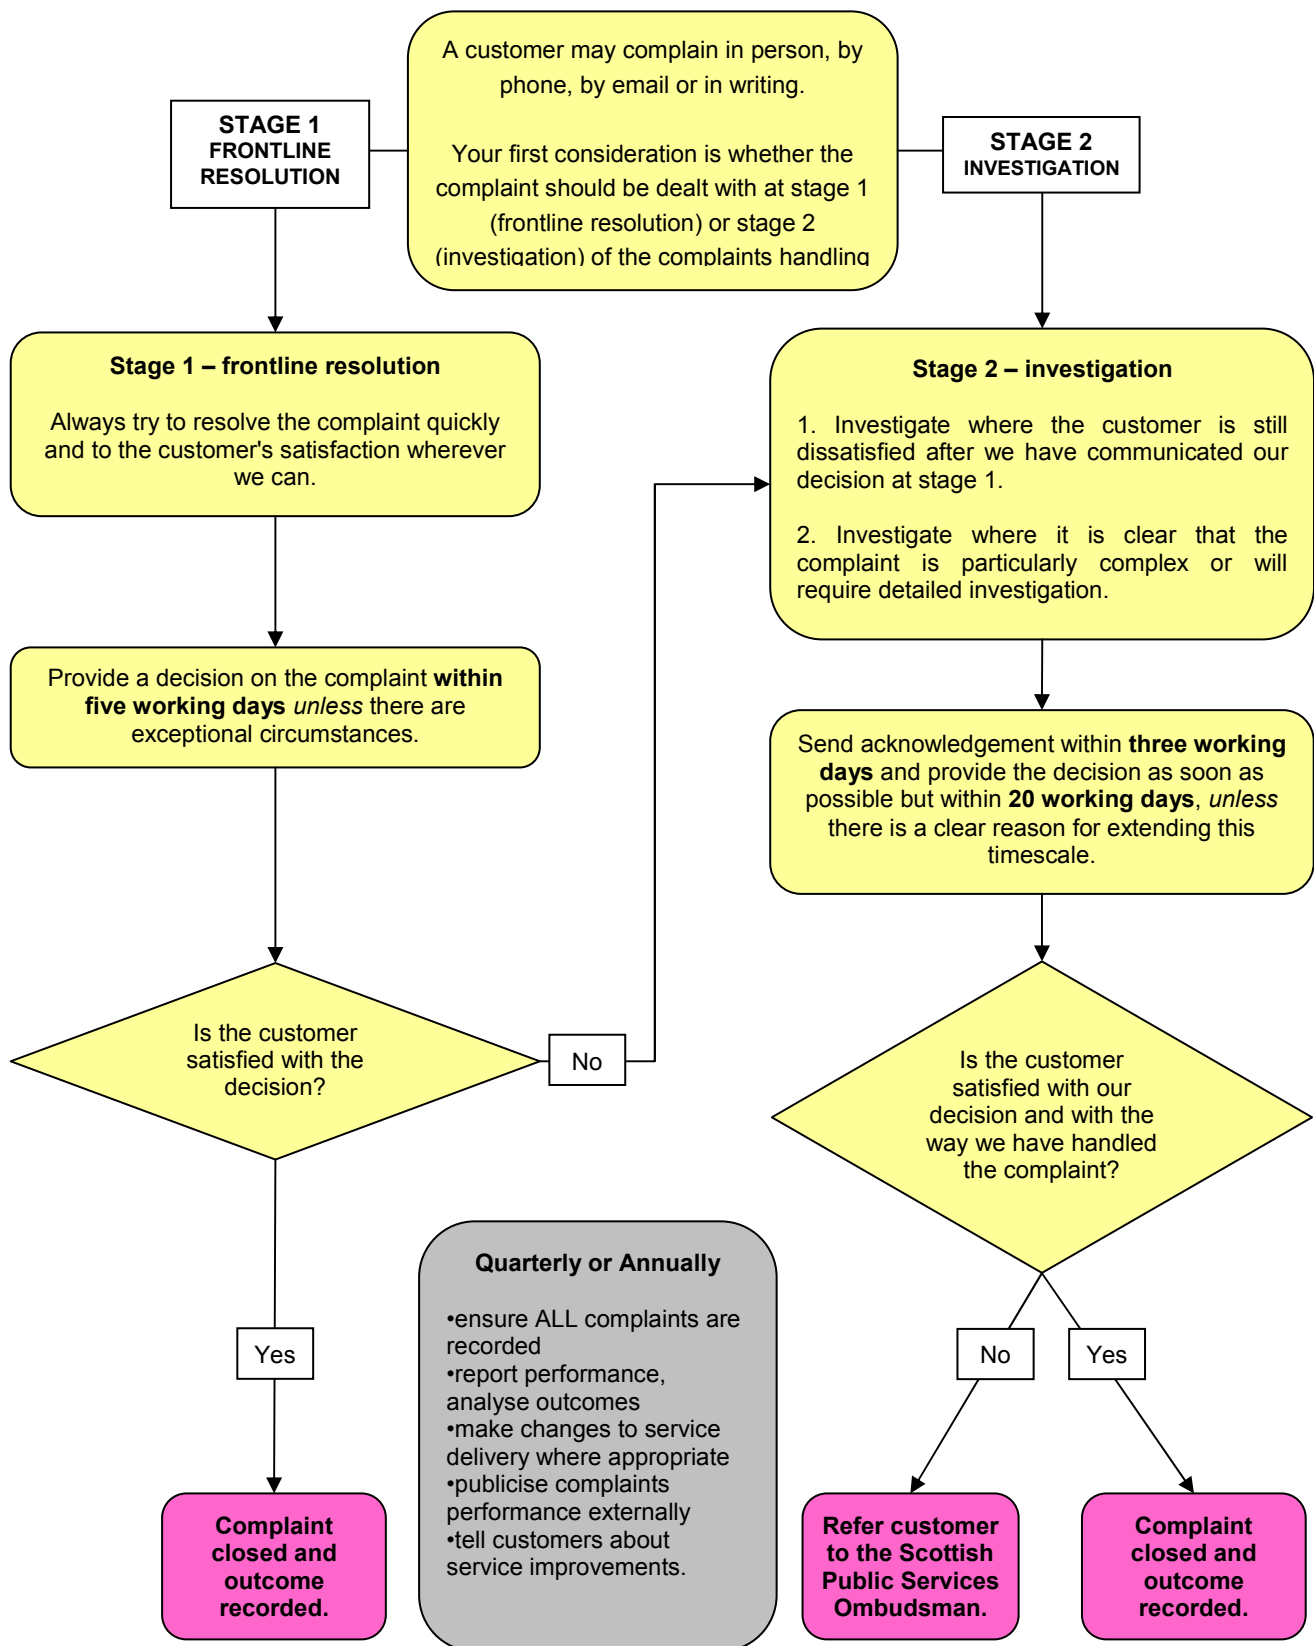 A customer may complain in person, by
phone, by email or in writing.
Your first consideration is whether the
complaint should be dealt with at stage 1
(frontline resolution) or stage 2
(investigation) of the complaints handling
STAGE 1
FRONTLINE
RESOLUTION
STAGE 2
INVESTIGATION
Stage 1 – frontline resolution
Always try to resolve the complaint quickly
and to the customer's satisfaction wherever
we can.
Provide a decision on the complaint within
five working days unless there are
exceptional circumstances.
Is the customer
satisfied with the
decision?
No
Yes
Complaint
closed and
outcome
recorded.
Stage 2 – investigation
1. Investigate where the customer is still
dissatisfied after we have communicated our
decision at stage 1.
2. Investigate where it is clear that the
complaint is particularly complex or will
require detailed investigation.
Send acknowledgement within three working
days and provide the decision as soon as
possible but within 20 working days, unless
there is a clear reason for extending this
timescale.
Is the customer
satisfied with our
decision and with the
way we have handled
the complaint?
No
Yes
Refer customer
to the Scottish
Public Services
Ombudsman.
Complaint
closed and
outcome
recorded.
Quarterly or Annually
•ensure ALL complaints are
recorded
•report performance,
analyse outcomes
•make changes to service
delivery where appropriate
•publicise complaints
performance externally
•tell customers about
service improvements.